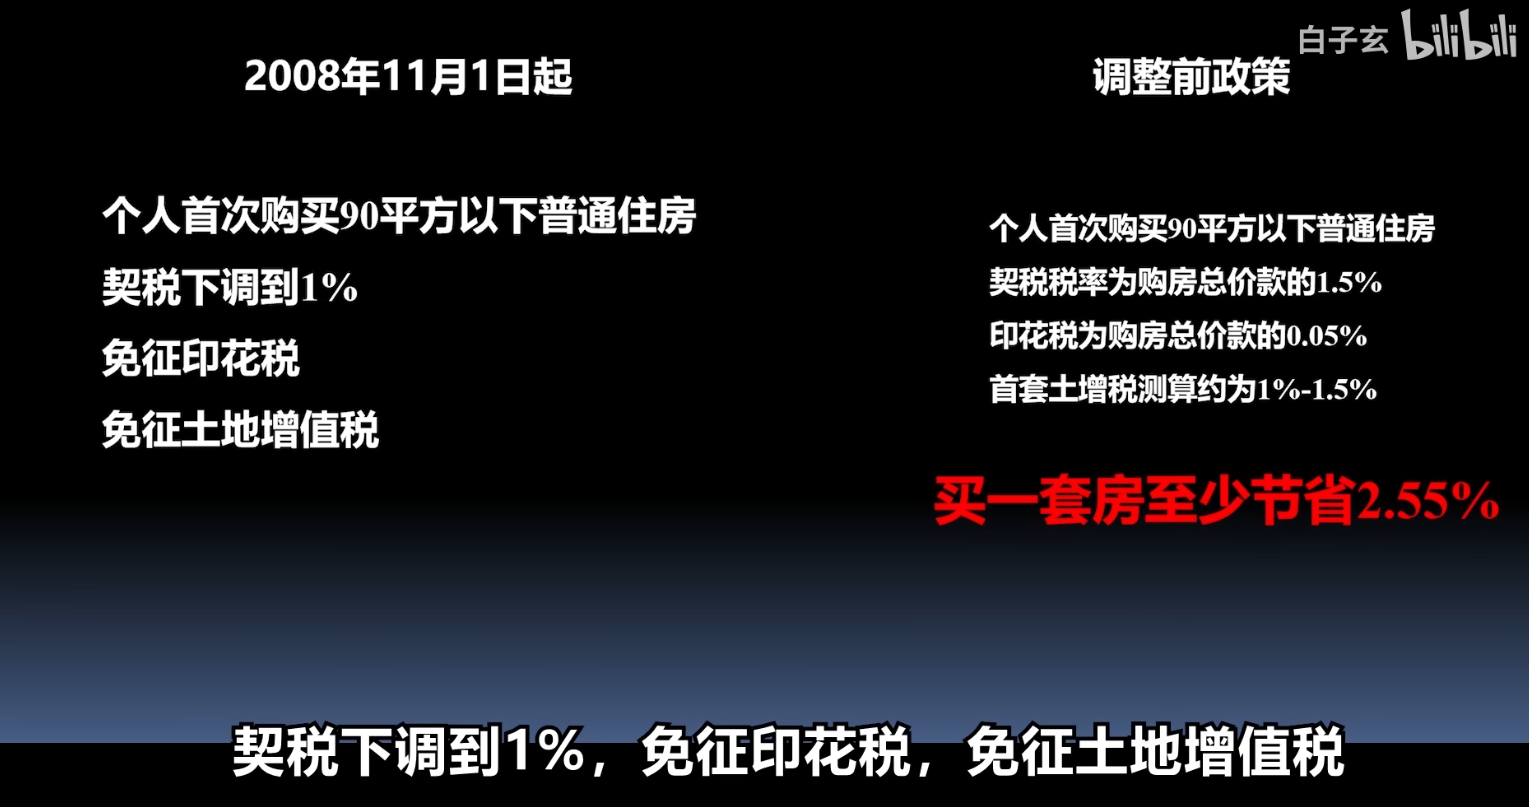 白子玄 bilibili
2008年11月1日起
调整前政策
个人首次购买90平方以下普通住房
契税下调到1%
免征印花税
免征土地增值税
个人首次购买90平方以下普通住房
契税税率为购房总价款的1.5%
印花税为购房总价款的0.05%
首套土增税测算约为1%-1.5%
买一套房至少节省2.55%
契税下调到1%，免征印花税，免征土地增值税